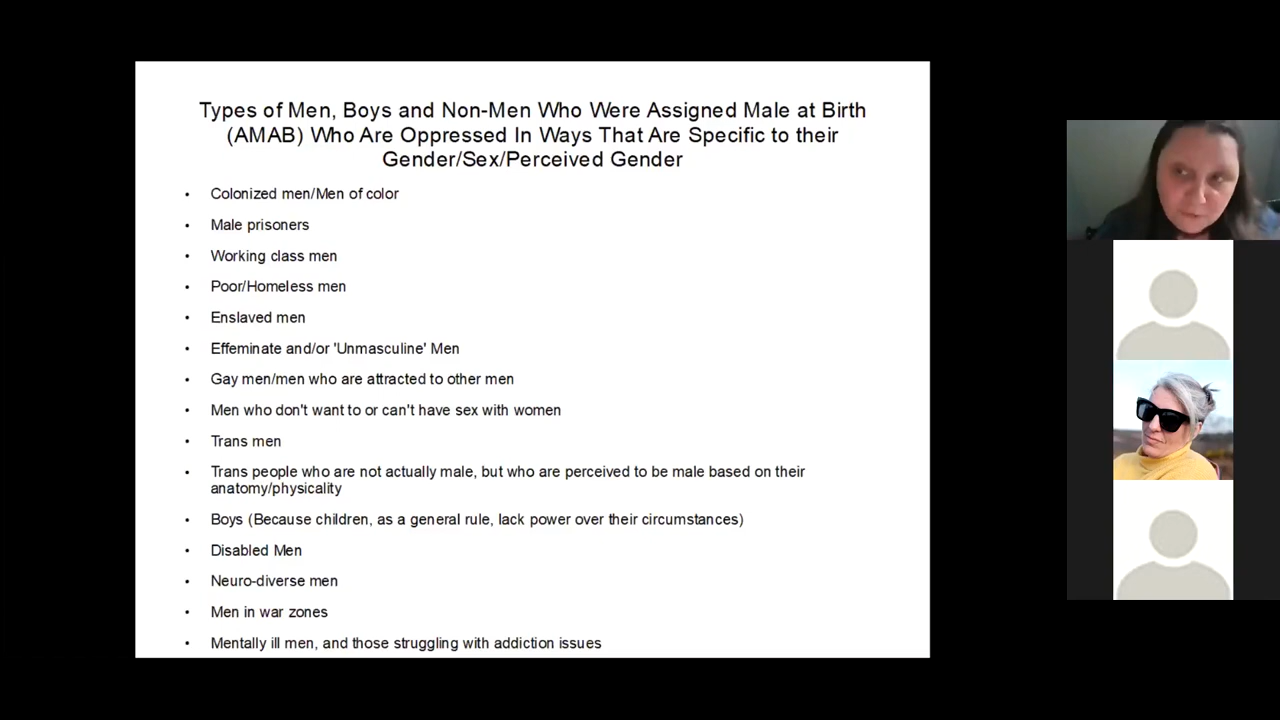 Types of Men, Boys and Non-Men Who Were Assigned Male at Birth
(AMAB) Who Are Oppressed In Ways That Are Specific to their
Gender/Sex/Perceived Gender
• Colonized men/Men of color
• Male prisoners
• Working class men
• Poor/Homeless men
• Enslaved men
• Effeminate and/or 'Unmasculine' Men
• Gay men/men who are attracted to other men
• Men who don't want to or can't have sex with women
• Trans men
• Trans people who are not actually male, but who are perceived to be male based on their
anatomy/physicality
• Boys (Because children, as a general rule, lack power over their circumstances)
• Disabled Men
• Neuro-diverse men
• Men in war zones
• Mentally ill men, and those struggling with addiction issues